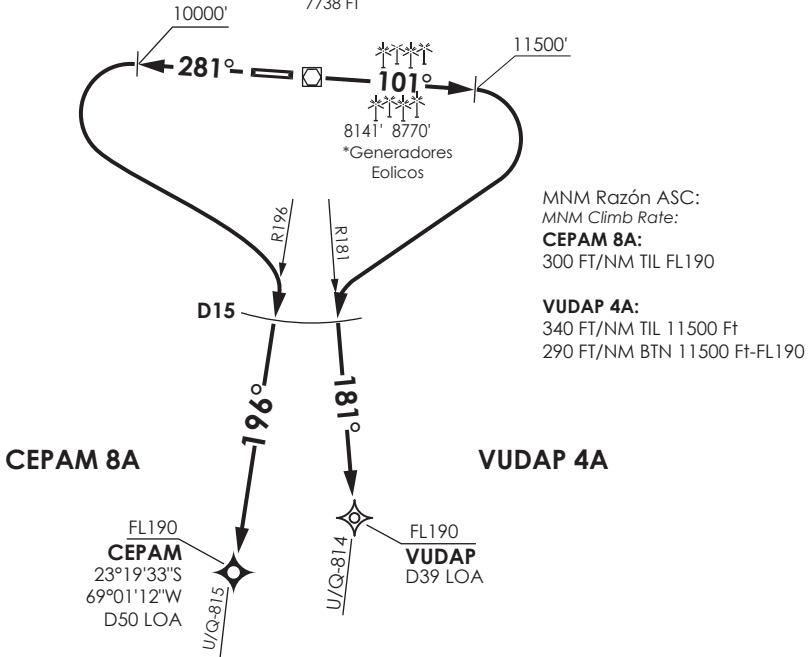 7738 FT
10000'
11500'
281°
101°
8141' 8770'
*Generadores
Eolicos
R196
R181
MNM Razón ASC:
MNM Climb Rate:
CEPAM 8A:
300 FT/NM TIL FL190
VUDAP 4A:
340 FT/NM TIL 11500 Ft
290 FT/NM BTN 11500 Ft-FL190
D15
196°
181°
CEPAM 8A
VUDAP 4A
FL190
CEPAM
23°19'33"S
69°01'12"W
D50 LOA
U/Q-815
U/Q-814
FL190
VUDAP
D39 LOA